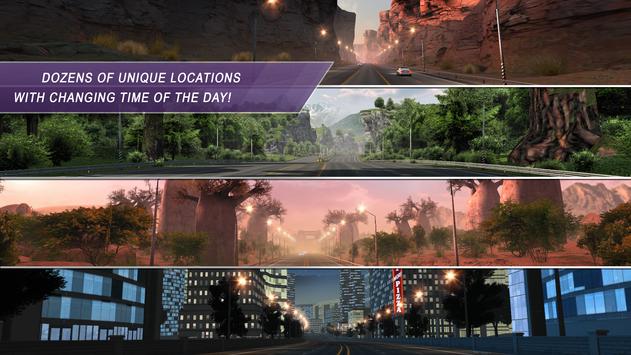 DOZENS OF UNIQUE LOCATIONS
WITH CHANGING TIME OF THE DAY!
PIZZA